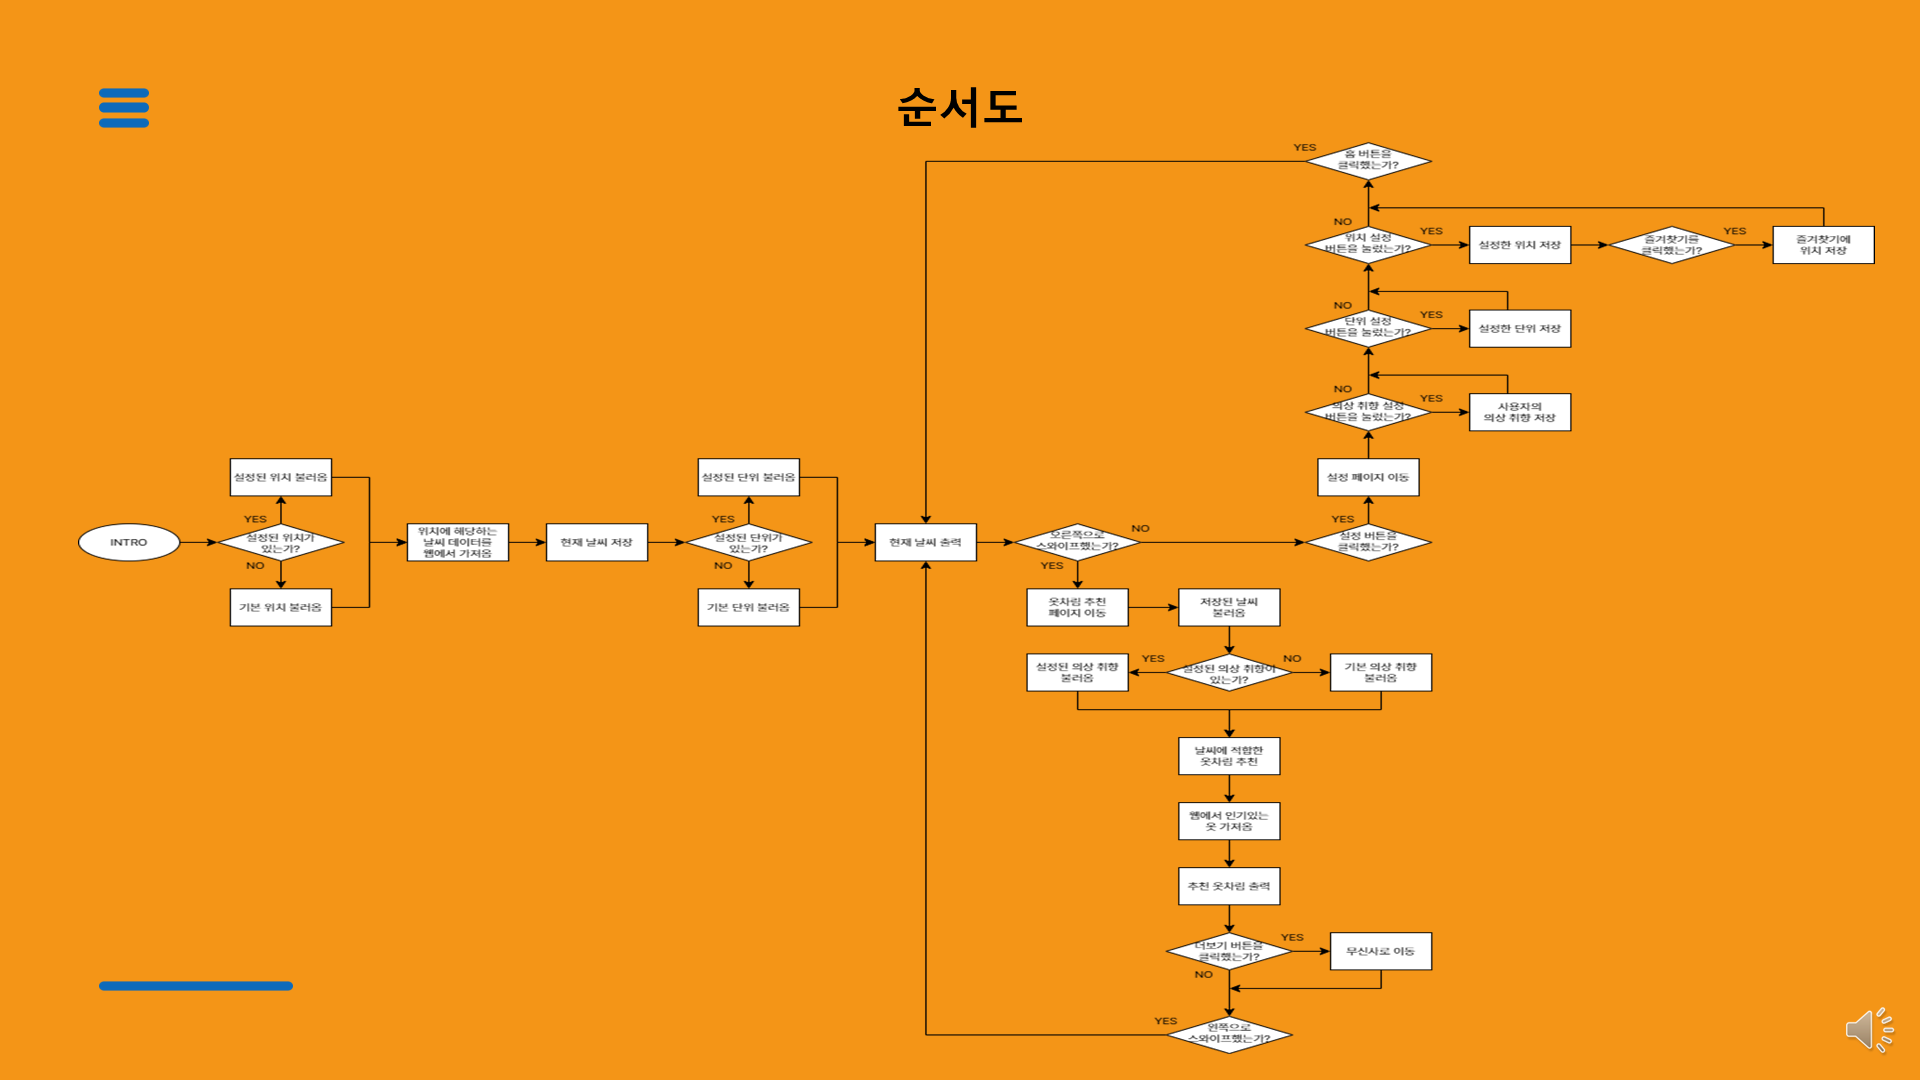 순서도
YES
홈 버튼을
클릭했는가?
NO
위치 설정
버튼을 눌렀는가?
YES
설정한 위치 저장
즐겨찾기를
클릭했는가?
YES
즐겨찾기에
위치 저장
NO
단위 설정
버튼을 눌렀는가?
YES
설정한 단위 저장
NO
의상 취향 설정
버튼을 눌렀는가?
YES
사용자의
의상 취향 저장
설정 페이지 이동
YES
설정 버튼을
클릭했는가?
INTRO
설정된 위치 불러옴
YES
설정된 위치가
있는가?
NO
기본 위치 불러옴
위치에 해당하는
날씨 데이터를
웹에서 가져옴
현재 날씨 저장
설정된 단위 불러옴
YES
설정된 단위가
있는가?
NO
기본 단위 불러옴
현재 날씨 출력
오른쪽으로
스와이프했는가?
NO
YES
옷차림 추천
페이지 이동
저장된 날씨
불러옴
설정된 의상 취향
불러옴
YES
설정된 의상 취향이
있는가?
NO
기본 의상 취향
불러옴
날씨에 적합한
옷차림 추천
웹에서 인기있는
옷 가져옴
추천 옷차림 출력
더보기 버튼을
클릭했는가?
YES
무신사로 이동
NO
YES
왼쪽으로
스와이프했는가?